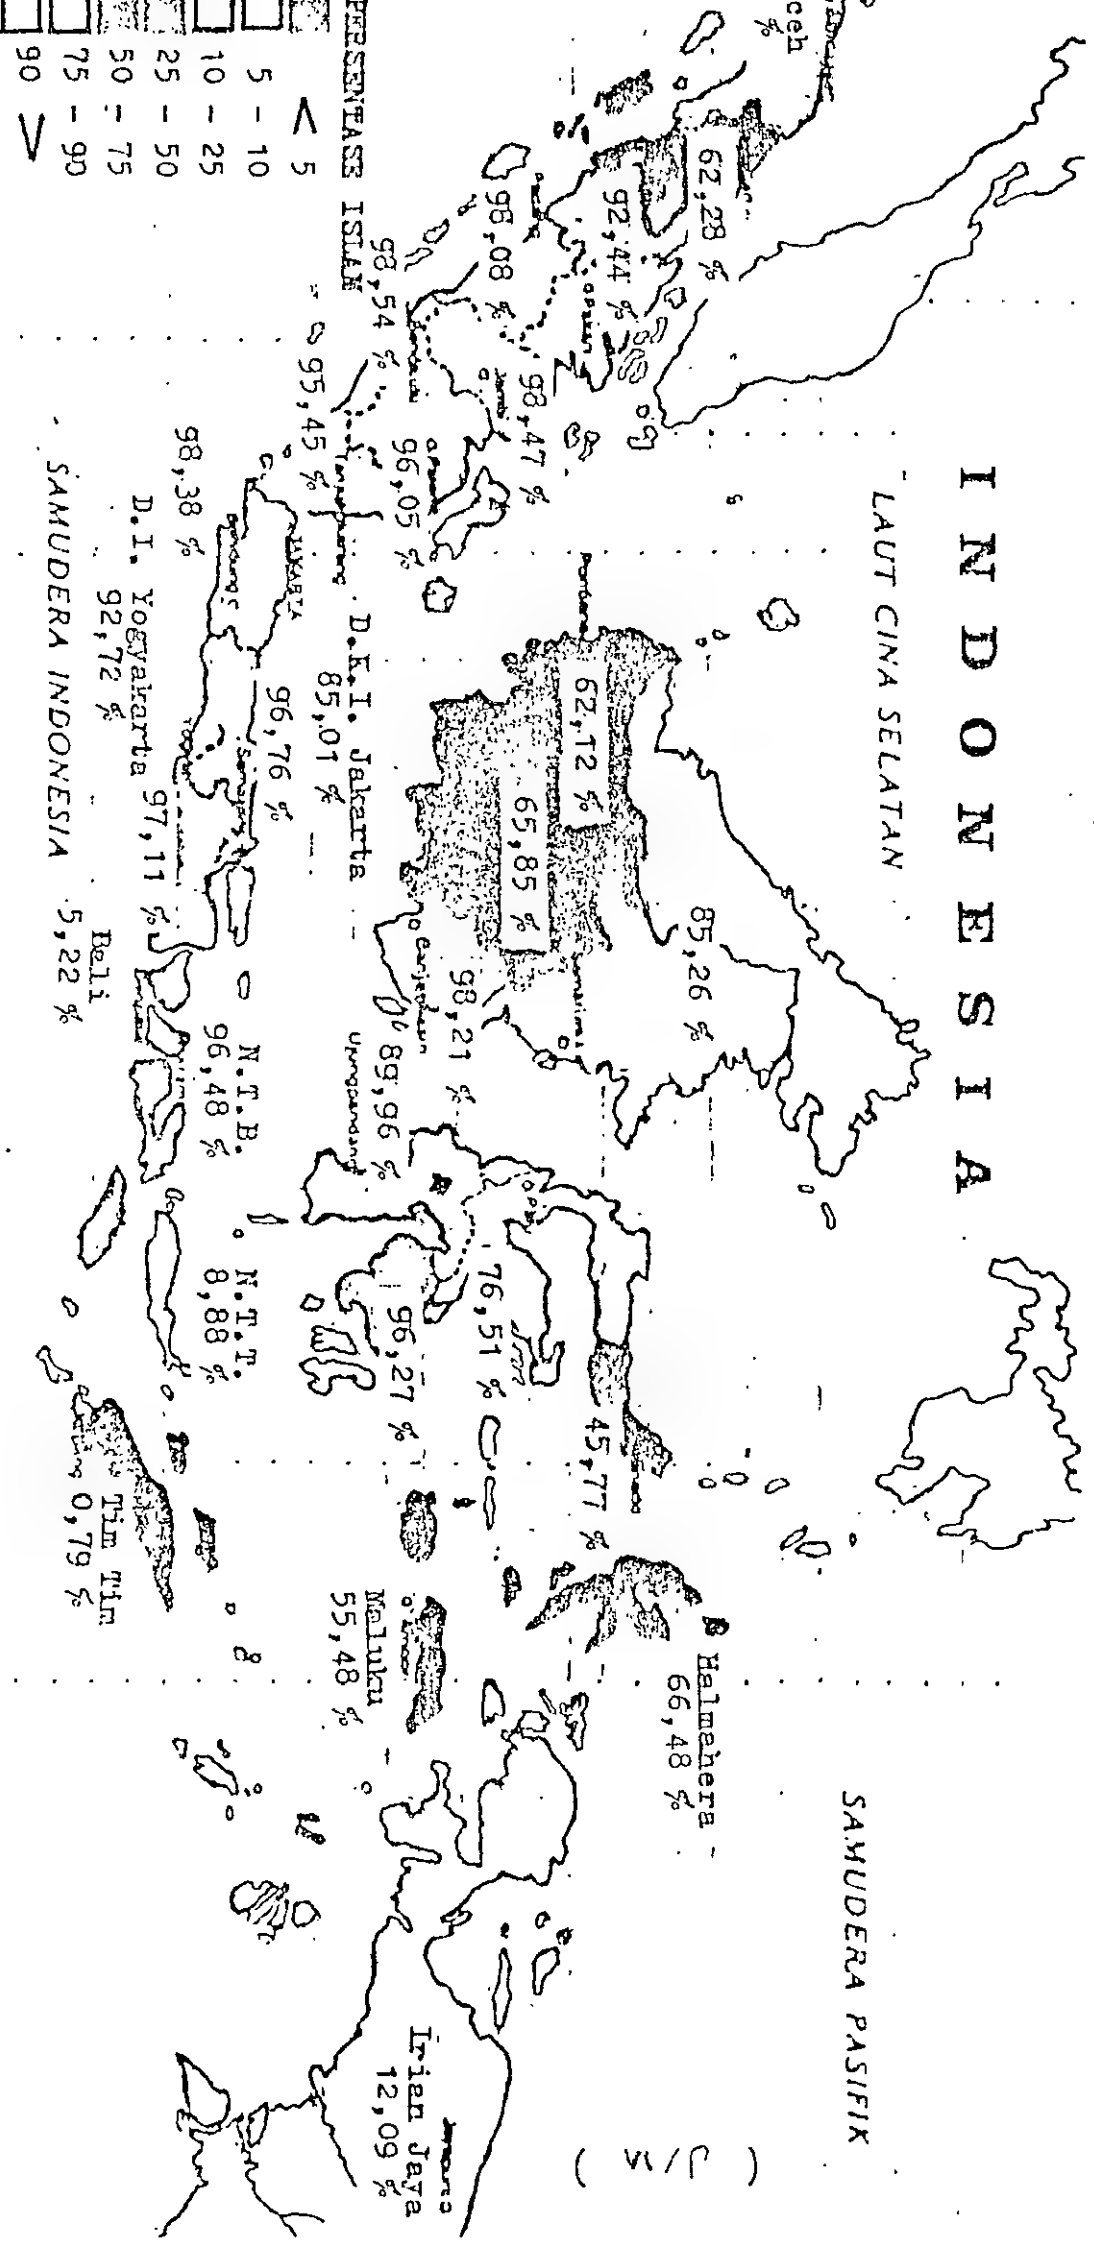 I N D O N E S I A
LAUT CINA SELATAN
SAMUDERA PASIFIK
( J/M )
ceh
%
62,28 %
92,44 %
98,08 %
98,47 %
98,54 %
96,05 %
95,45 %
62,12 %
65,85 %
85,26 %
98,21 %
89,96 %
76,51 %
96,27 %
45,77 %
Halmahera
66,48 %
Maluku
55,48 %
Irian Jaya
12,09 %
JAKARTA
D.K.I. Jakarta
85,01 %
98,38 %
96,76 %
D.I. Yogyakarta
92,72 %
97,11 %
Bali
5,22 %
N.T.B.
96,48 %
N.T.T.
8,88 %
Tim Tim
0,79 %
SAMUDERA INDONESIA
PERSENTASE ISLAM
< 5
5 - 10
10 - 25
25 - 50
50 - 75
75 - 90
90 >